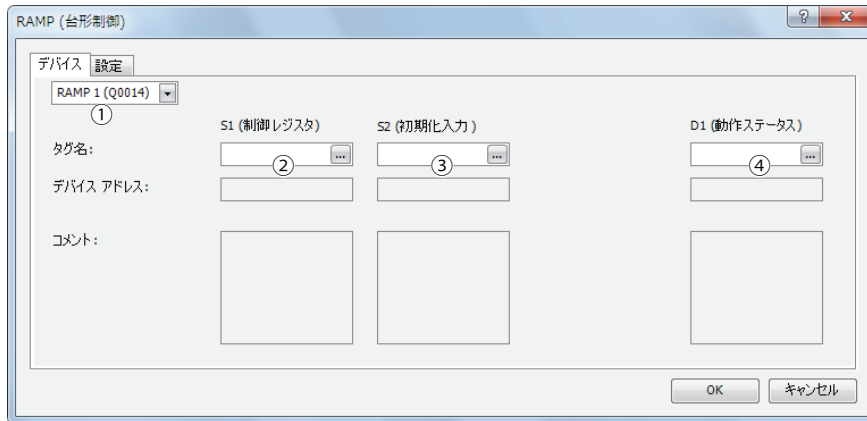 RAMP (台形制御)
デバイス 設定
RAMP 1 (Q0014)
①
S1 (制御レジスタ) S2 (初期化入力 ) D1 (動作ステータス)
タグ名:
... ... ...
② ③ ④
デバイス アドレス:
コメント:
OK キャンセル